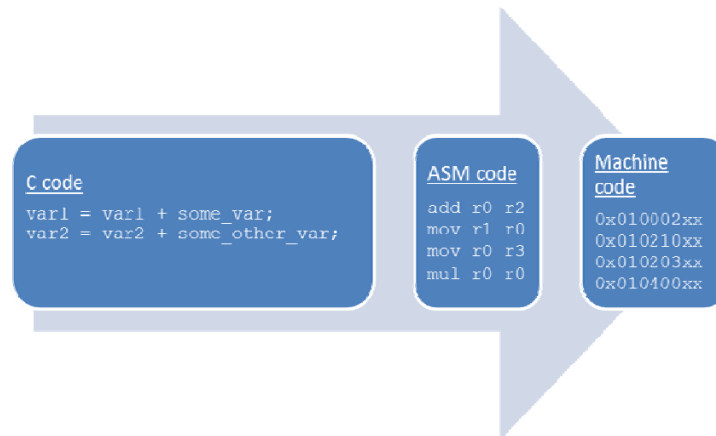 C code
var1 = var1 + some_var;
var2 = var2 + some_other_var;
ASM code
add r0 r2
mov r1 r0
mov r0 r3
mul r0 r0
Machine
code
0x010002xx
0x010210xx
0x010203xx
0x010400xx